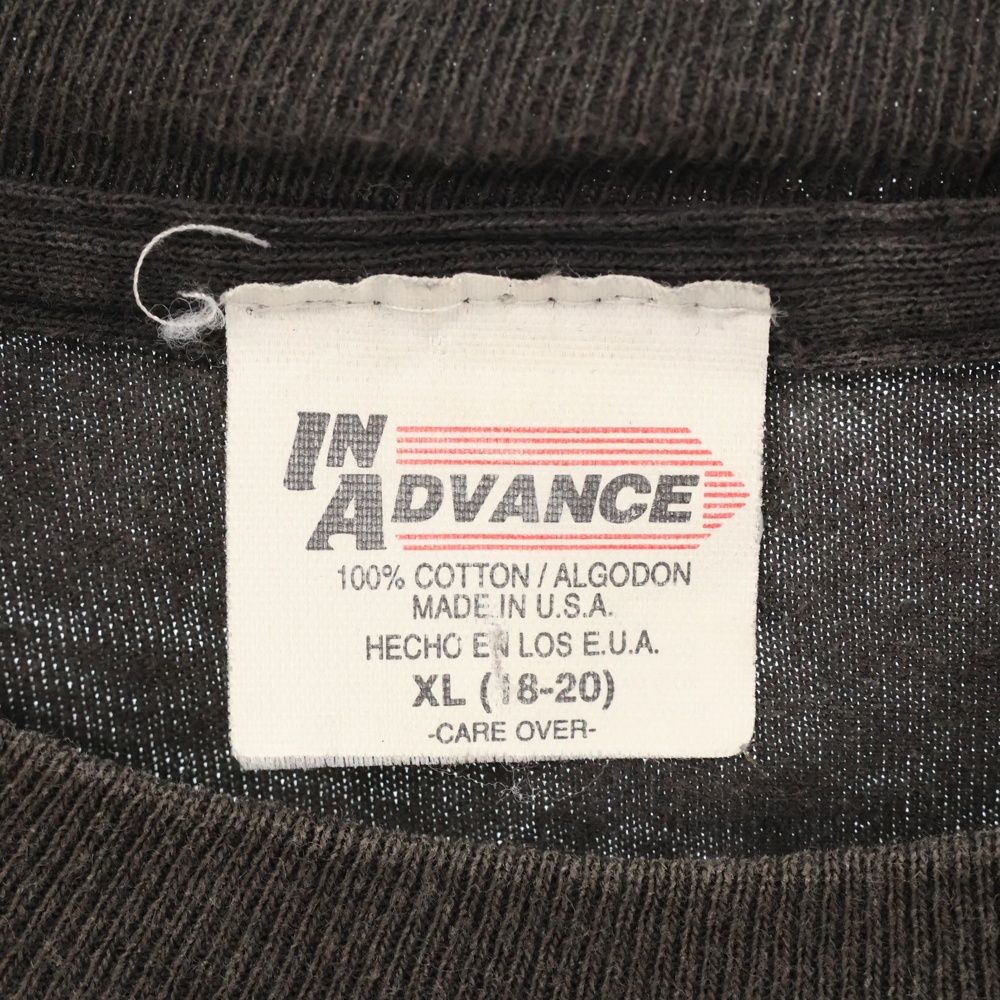 IN
ADVANCE
100% COTTON / ALGODON
MADE IN U.S.A.
HECHO EN LOS E.U.A.
XL (18-20)
-CARE OVER-